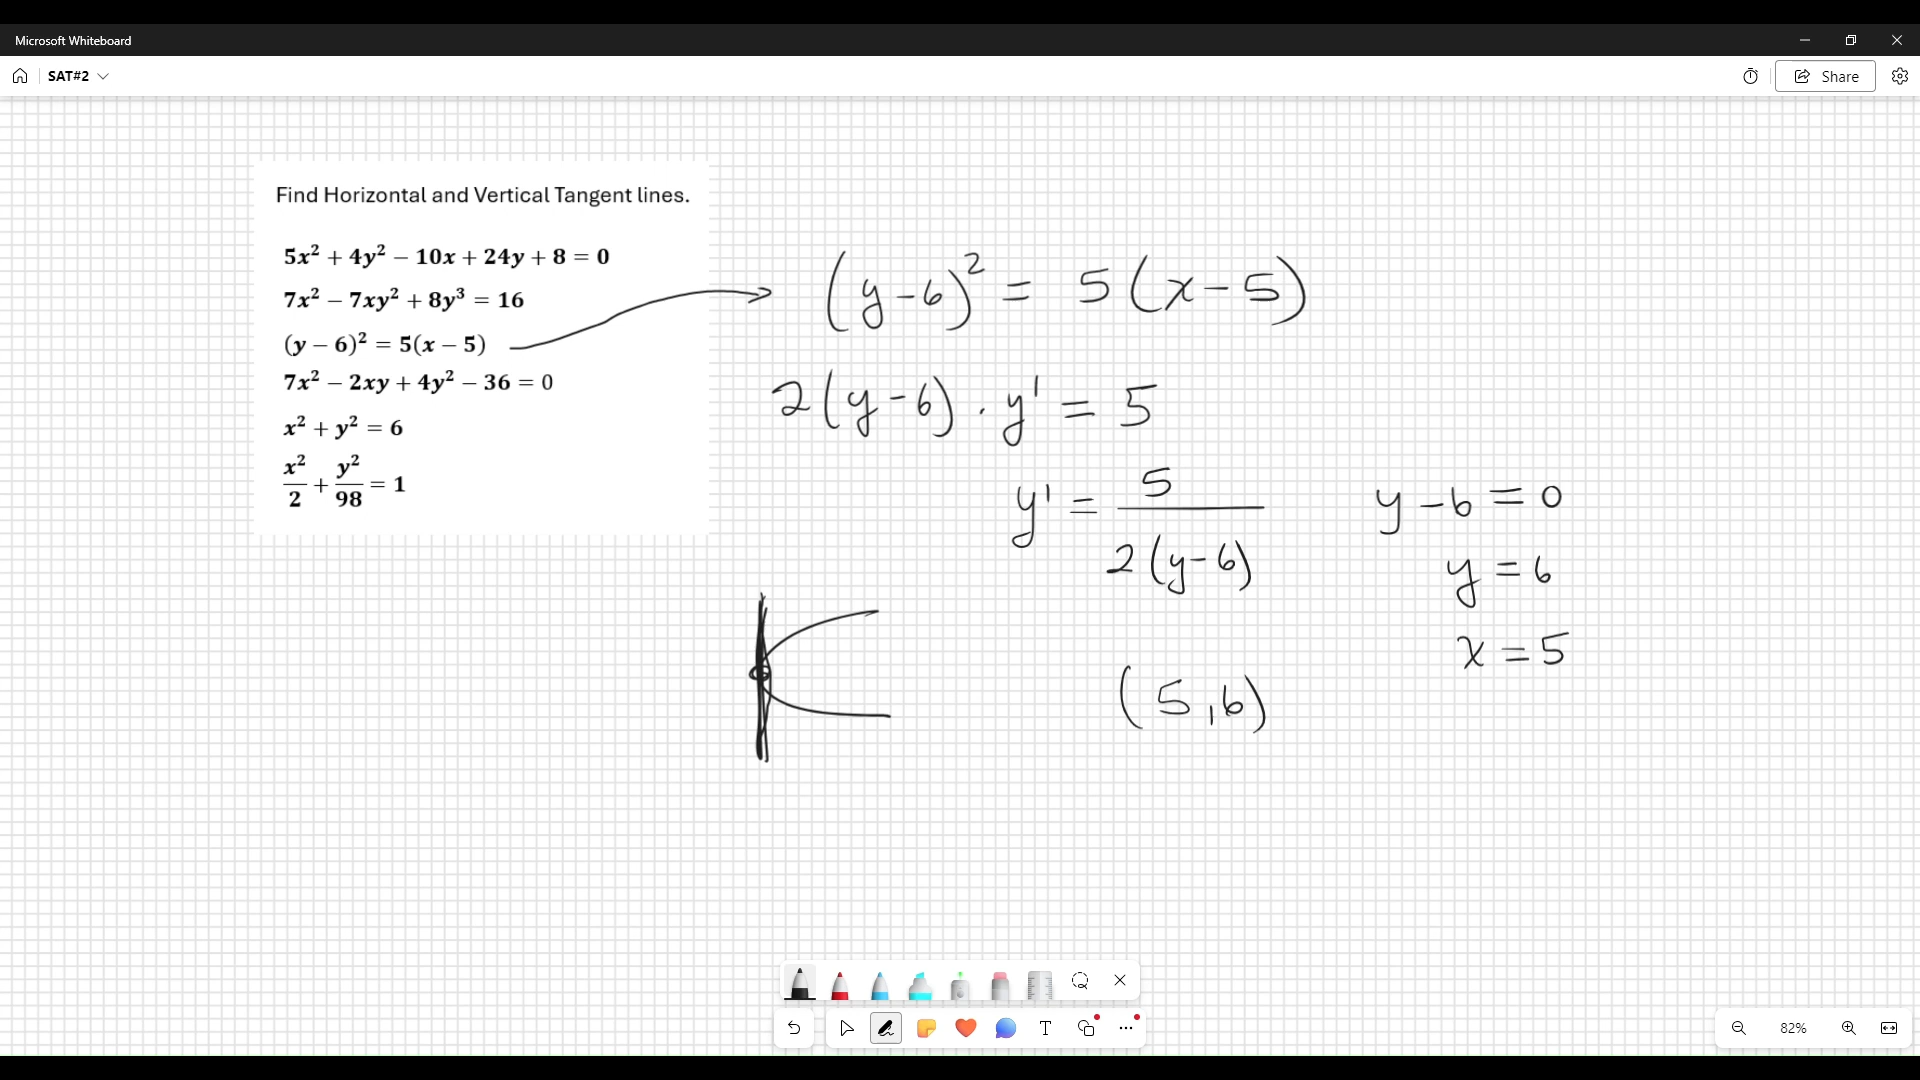 Microsoft Whiteboard
SAT#2
Share
Find Horizontal and Vertical Tangent lines.
5x² + 4y² − 10x + 24y + 8 = 0
7x² − 7xy² + 8y³ = 16
(y − 6)² = 5(x − 5)
7x² − 2xy + 4y² − 36 = 0
x² + y² = 6
x²/2 + y²/98 = 1
(y-6)² = 5(x-5)
2(y-6) · y' = 5
y' = 5/2(y-6)
y-6=0
y=6
x=5
(5,6)
T
82%